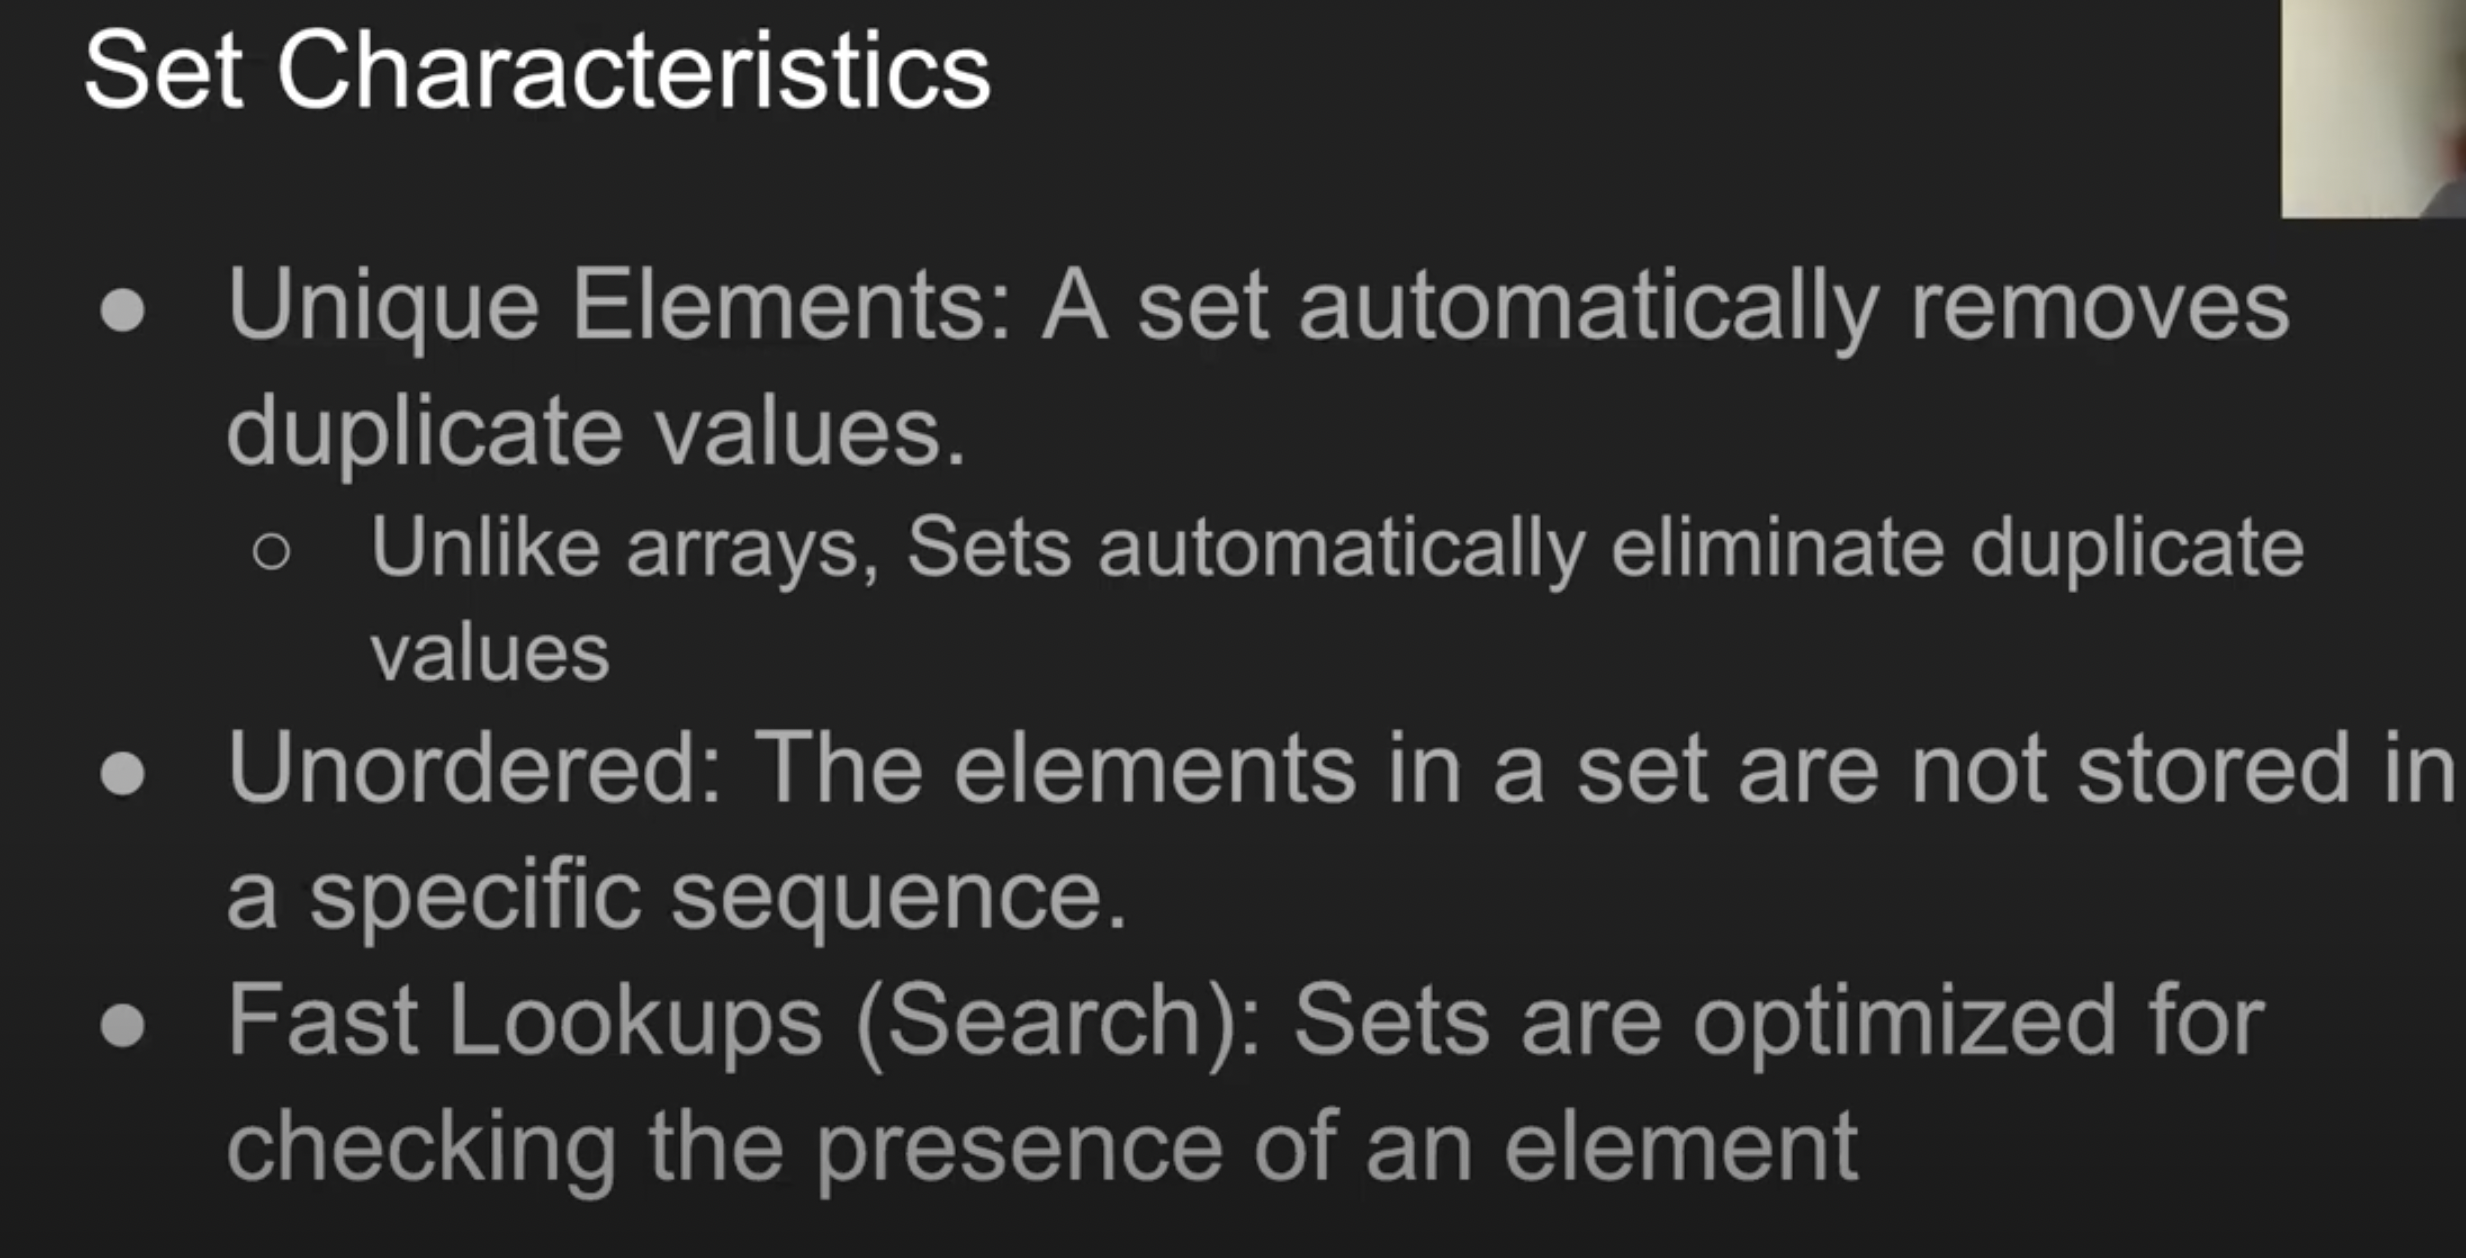 Set Characteristics
● Unique Elements: A set automatically removes
duplicate values.
○ Unlike arrays, Sets automatically eliminate duplicate
values
● Unordered: The elements in a set are not stored in
a specific sequence.
● Fast Lookups (Search): Sets are optimized for
checking the presence of an element